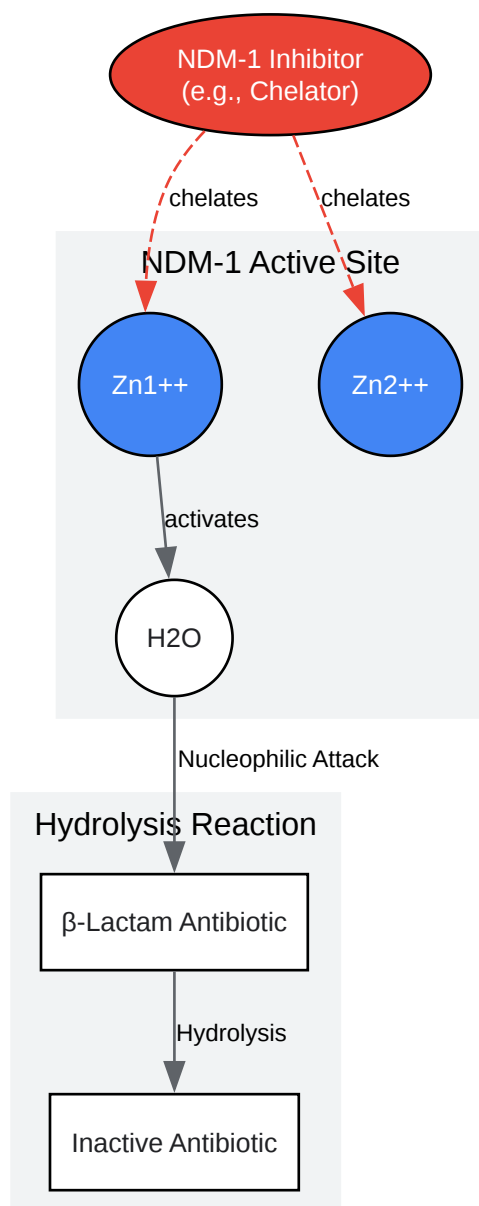 NDM-1 Inhibitor
(e.g., Chelator)
chelates
chelates
NDM-1 Active Site
Zn1++
Zn2++
activates
H2O
Nucleophilic Attack
Hydrolysis Reaction
β-Lactam Antibiotic
Hydrolysis
Inactive Antibiotic